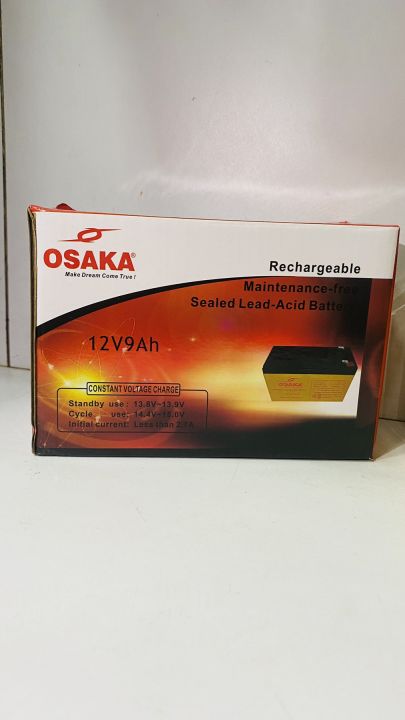 OSAKA®
Make Dream Come True !
Rechargeable
Maintenance-free
Sealed Lead-Acid Battery
12V9Ah
CONSTANT VOLTAGE CHARGE
Standby use : 13.8V~13.9V
Cycle use: 14.4V~15.0V
Initial current: Less than 2.7A
OSAKA